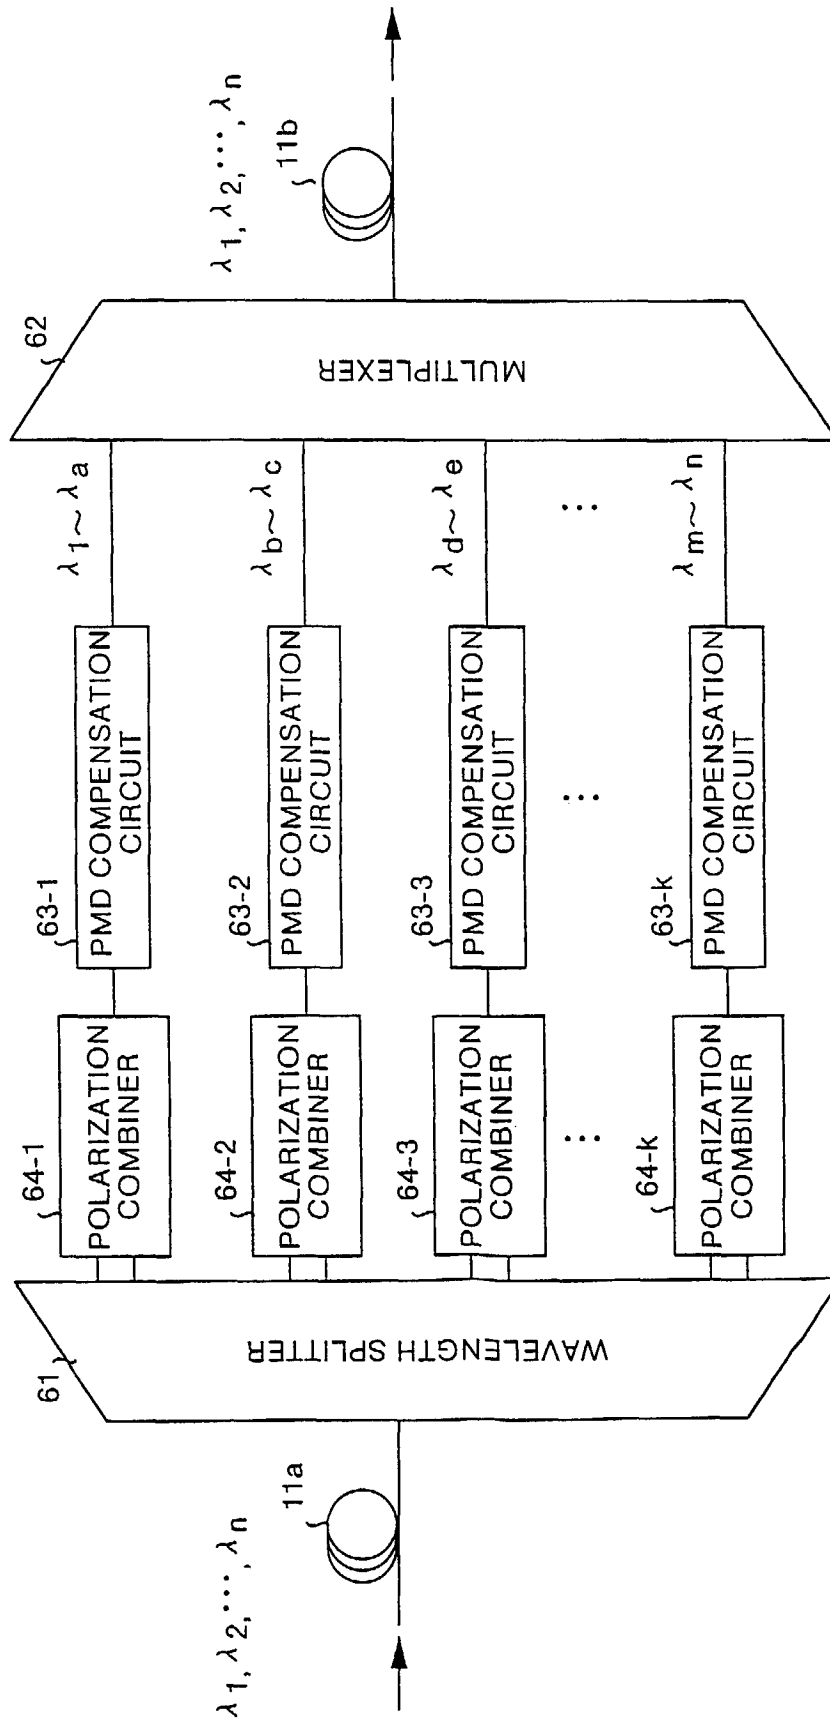 λ1, λ2, ⋯, λn
11a
61
WAVELENGTH SPLITTER
64-1
POLARIZATION
COMBINER
63-1
PMD COMPENSATION
CIRCUIT
λ1~λa
64-2
POLARIZATION
COMBINER
63-2
PMD COMPENSATION
CIRCUIT
λb~λc
64-3
POLARIZATION
COMBINER
63-3
PMD COMPENSATION
CIRCUIT
λd~λe
⋯
⋯
⋯
64-k
POLARIZATION
COMBINER
63-k
PMD COMPENSATION
CIRCUIT
λm~λn
62
MULTIPLEXER
λ1, λ2, ⋯, λn
11b